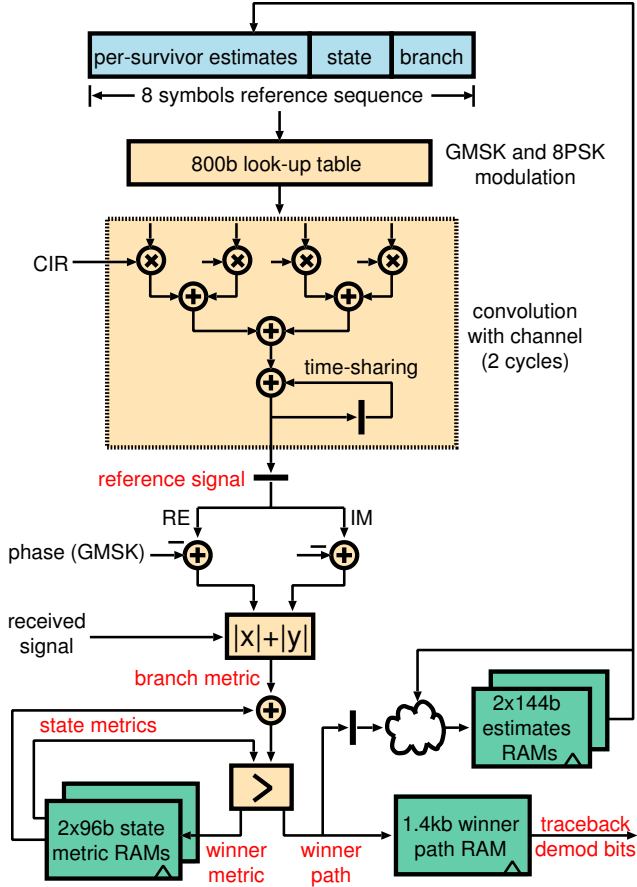 per-survivor estimates state branch
8 symbols reference sequence
800b look-up table
GMSK and 8PSK
modulation
CIR
× × × ×
+ +
+
convolution
with channel
(2 cycles)
time-sharing
+
reference signal
RE IM
phase (GMSK)
− + − +
received
signal
|x|+|y|
branch metric
+
state metrics
2x144b
estimates
RAMs
>
2x96b state
metric RAMs
winner
metric
winner
path
1.4kb winner
path RAM
traceback
demod bits